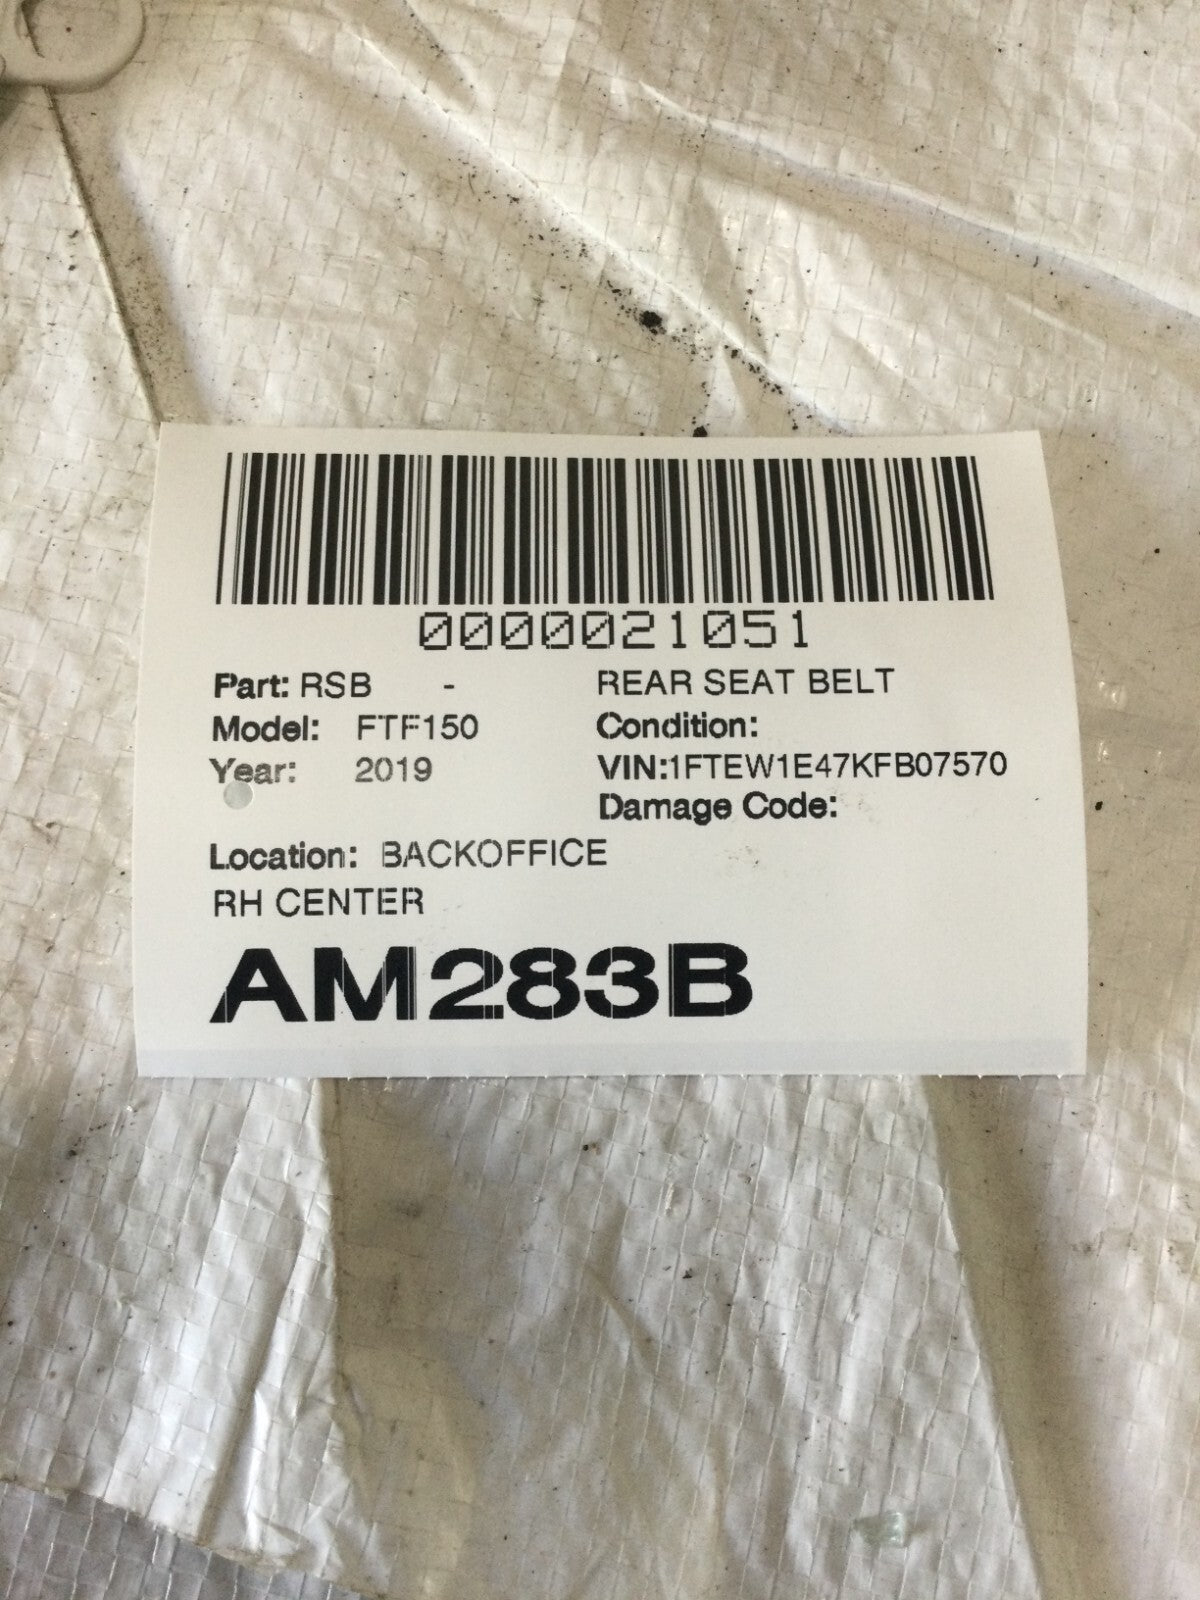 0000021051
Part: RSB - REAR SEAT BELT
Model: FTF150 Condition:
Year: 2019 VIN:1FTEW1E47KFB07570
Damage Code:
Location: BACKOFFICE
RH CENTER
AM283B